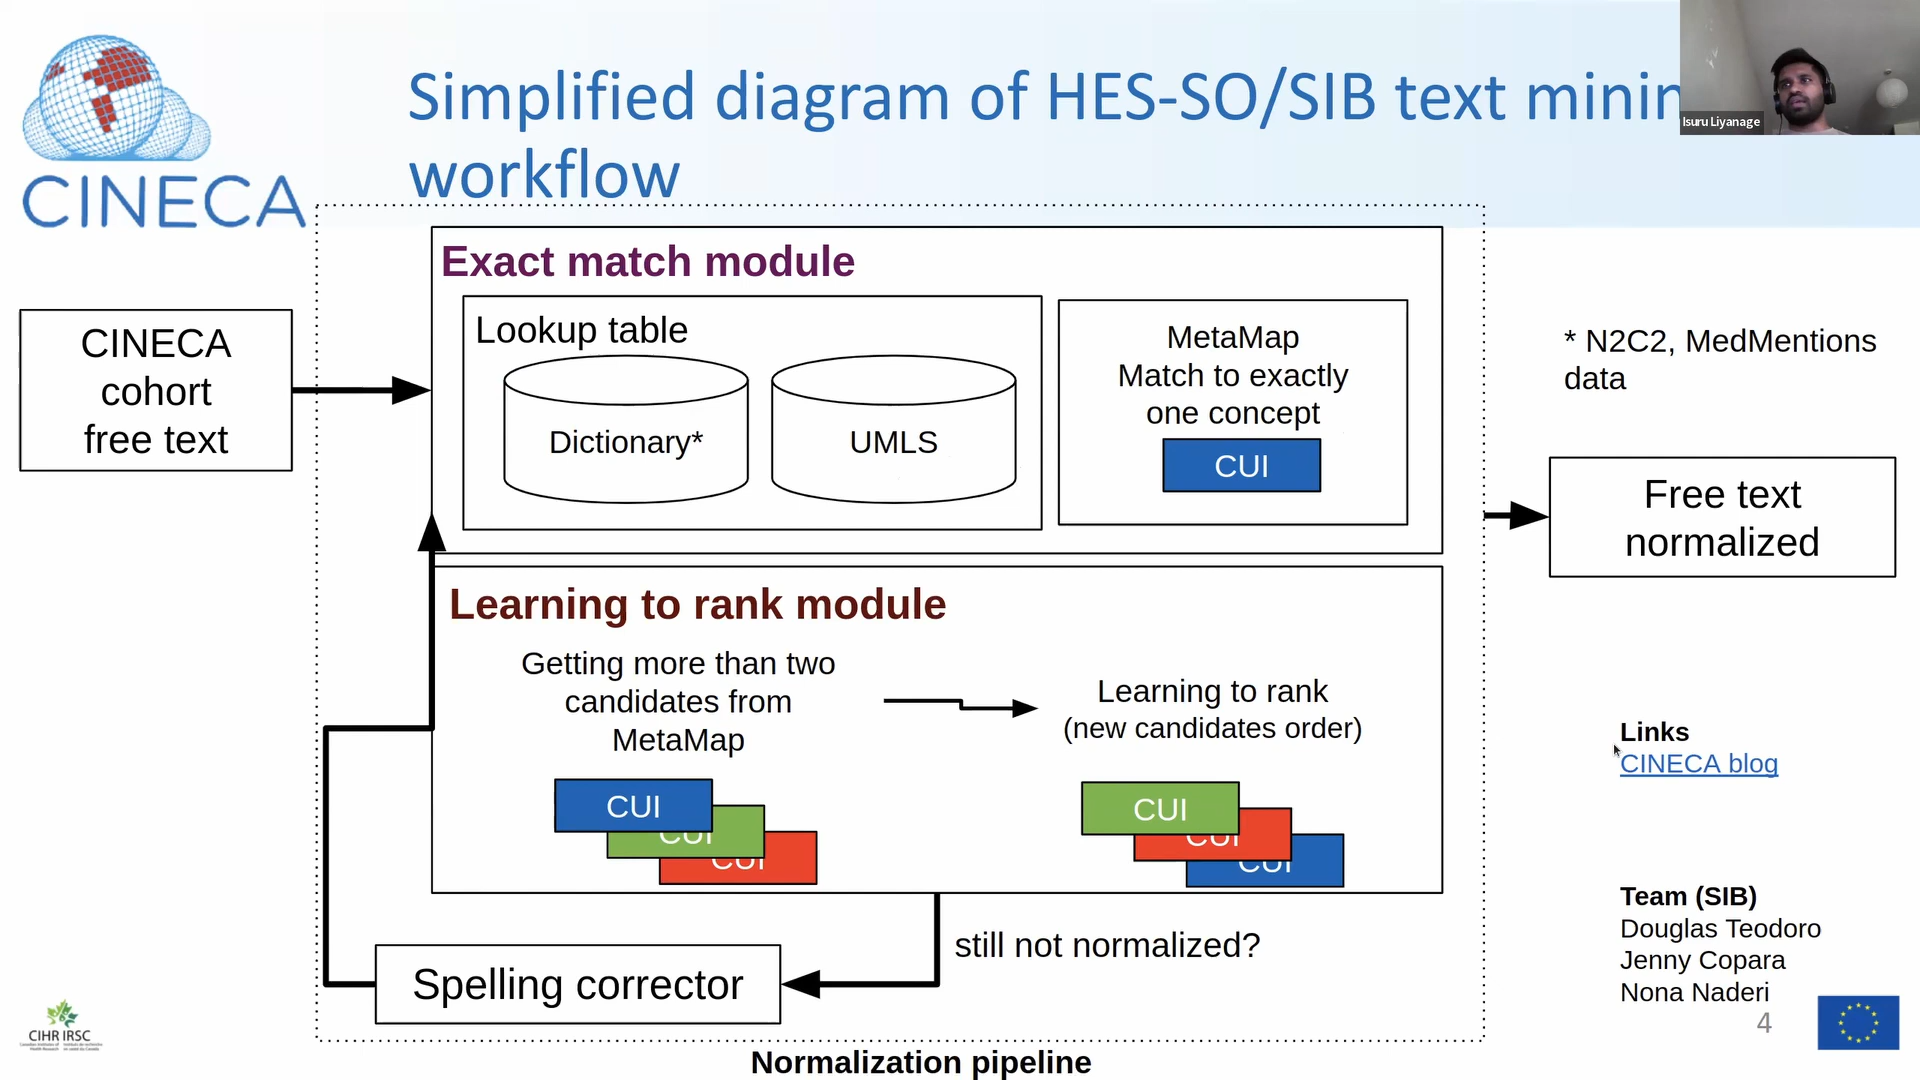 Simplified diagram of HES-SO/SIB text minin
workflow
Isuru Liyanage
CINECA
Exact match module
Lookup table
Dictionary*
UMLS
MetaMap
Match to exactly
one concept
CUI
CINECA
cohort
free text
* N2C2, MedMentions
data
Free text
normalized
Learning to rank module
Getting more than two
candidates from
MetaMap
CUI
CUI
CUI
Learning to rank
(new candidates order)
CUI
CUI
CUI
still not normalized?
Spelling corrector
Normalization pipeline
Links
CINECA blog
Team (SIB)
Douglas Teodoro
Jenny Copara
Nona Naderi
4
CIHR IRSC